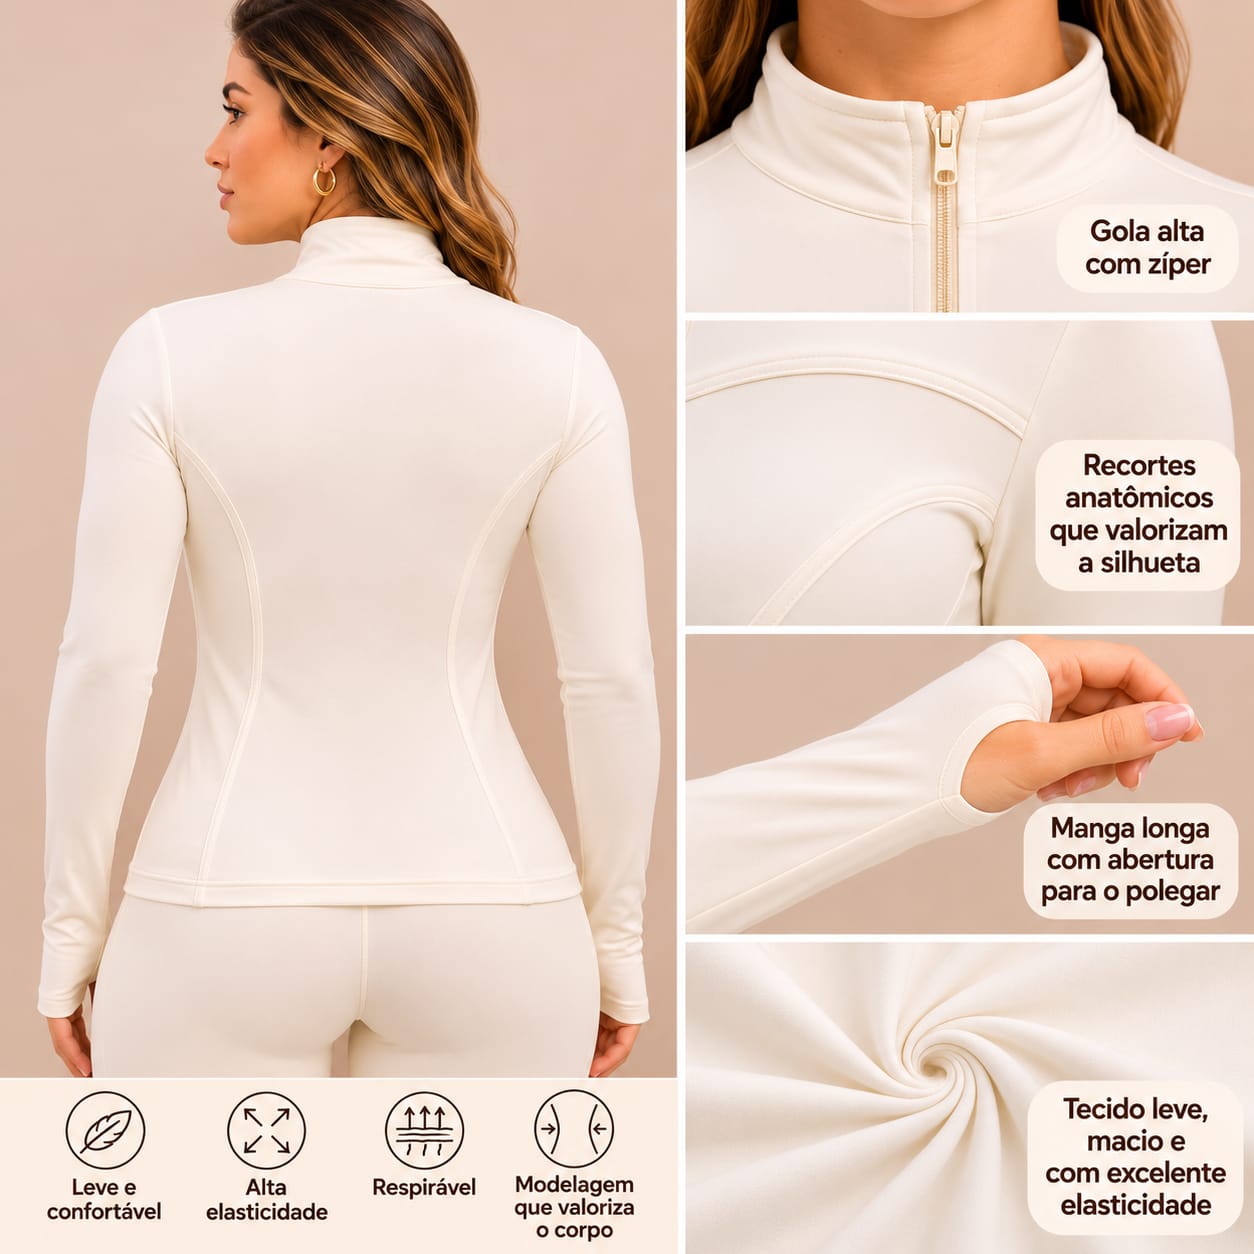 Gola alta
com zíper
Recortes
anatômicos
que valorizam
a silhueta
Manga longa
com abertura
para o polegar
Tecido leve,
macio e
com excelente
elasticidade
Leve e
confortável
Alta
elasticidade
Respirável
Modelagem
que valoriza
o corpo